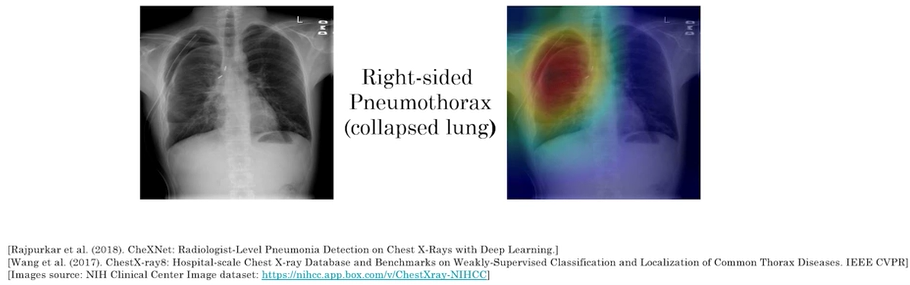 L
L
Right-sided
Pneumothorax
(collapsed lung)
[Rajpurkar et al. (2018). CheXNet: Radiologist-Level Pneumonia Detection on Chest X-Rays with Deep Learning.]
[Wang et al. (2017). ChestX-ray8: Hospital-scale Chest X-ray Database and Benchmarks on Weakly-Supervised Classification and Localization of Common Thorax Diseases. IEEE CVPR]
[Images source: NIH Clinical Center Image dataset: https://nihcc.app.box.com/v/ChestXray-NIHCC]